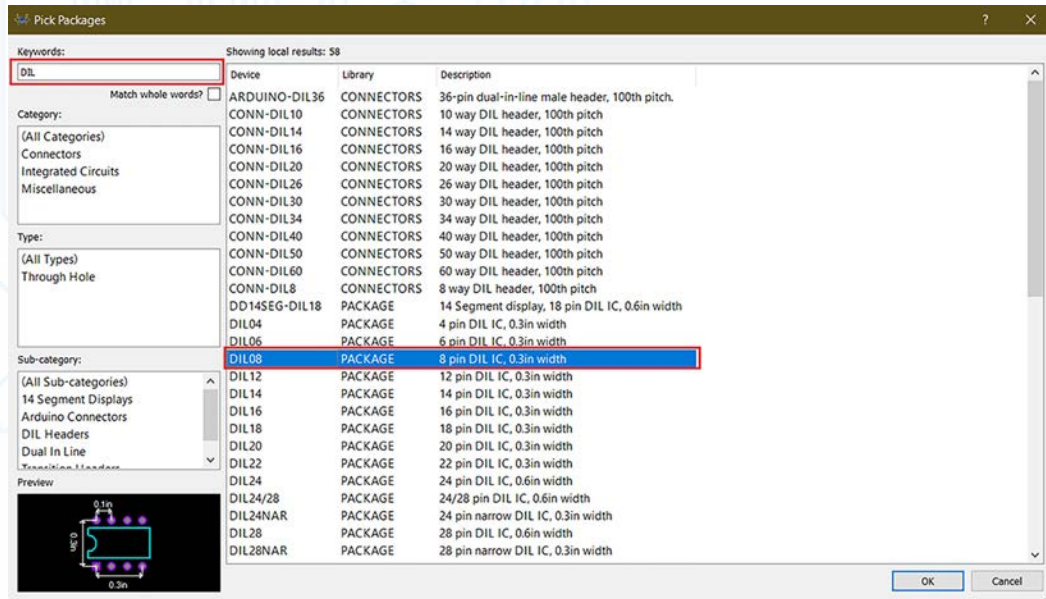 Pick Packages
? ×
Keywords:
DIL
Match whole words?
Category:
(All Categories)
Connectors
Integrated Circuits
Miscellaneous
Type:
(All Types)
Through Hole
Sub-category:
(All Sub-categories)
14 Segment Displays
Arduino Connectors
DIL Headers
Dual In Line
Preview
0.1in
0.3in
0.3in
Showing local results: 58
Device Library Description
ARDUINO-DIL36 CONNECTORS 36-pin dual-in-line male header, 100th pitch.
CONN-DIL10 CONNECTORS 10 way DIL header, 100th pitch
CONN-DIL14 CONNECTORS 14 way DIL header, 100th pitch
CONN-DIL16 CONNECTORS 16 way DIL header, 100th pitch
CONN-DIL20 CONNECTORS 20 way DIL header, 100th pitch
CONN-DIL26 CONNECTORS 26 way DIL header, 100th pitch
CONN-DIL30 CONNECTORS 30 way DIL header, 100th pitch
CONN-DIL34 CONNECTORS 34 way DIL header, 100th pitch
CONN-DIL40 CONNECTORS 40 way DIL header, 100th pitch
CONN-DIL50 CONNECTORS 50 way DIL header, 100th pitch
CONN-DIL60 CONNECTORS 60 way DIL header, 100th pitch
CONN-DIL8 CONNECTORS 8 way DIL header, 100th pitch
DD14SEG-DIL18 PACKAGE 14 Segment display, 18 pin DIL IC, 0.6in width
DIL04 PACKAGE 4 pin DIL IC, 0.3in width
DIL06 PACKAGE 6 pin DIL IC, 0.3in width
DIL08 PACKAGE 8 pin DIL IC, 0.3in width
DIL12 PACKAGE 12 pin DIL IC, 0.3in width
DIL14 PACKAGE 14 pin DIL IC, 0.3in width
DIL16 PACKAGE 16 pin DIL IC, 0.3in width
DIL18 PACKAGE 18 pin DIL IC, 0.3in width
DIL20 PACKAGE 20 pin DIL IC, 0.3in width
DIL22 PACKAGE 22 pin DIL IC, 0.3in width
DIL24 PACKAGE 24 pin DIL IC, 0.6in width
DIL24/28 PACKAGE 24/28 pin DIL IC, 0.6in width
DIL24NAR PACKAGE 24 pin narrow DIL IC, 0.3in width
DIL28 PACKAGE 28 pin DIL IC, 0.6in width
DIL28NAR PACKAGE 28 pin narrow DIL IC, 0.3in width
OK Cancel